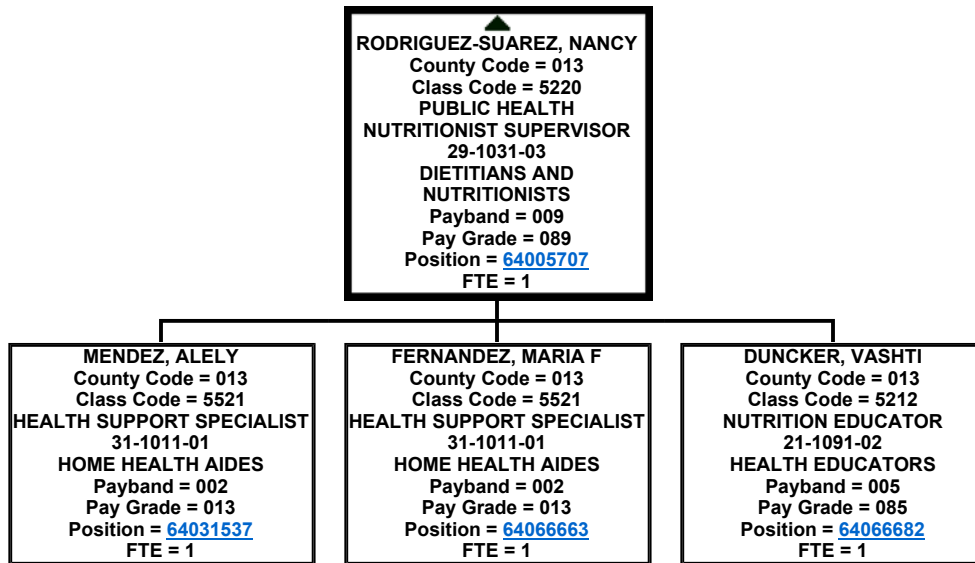 RODRIGUEZ-SUAREZ, NANCY
County Code = 013
Class Code = 5220
PUBLIC HEALTH
NUTRITIONIST SUPERVISOR
29-1031-03
DIETITIANS AND
NUTRITIONISTS
Payband = 009
Pay Grade = 089
Position = 64005707
FTE = 1
MENDEZ, ALELY
County Code = 013
Class Code = 5521
HEALTH SUPPORT SPECIALIST
31-1011-01
HOME HEALTH AIDES
Payband = 002
Pay Grade = 013
Position = 64031537
FTE = 1
FERNANDEZ, MARIA F
County Code = 013
Class Code = 5521
HEALTH SUPPORT SPECIALIST
31-1011-01
HOME HEALTH AIDES
Payband = 002
Pay Grade = 013
Position = 64066663
FTE = 1
DUNCKER, VASHTI
County Code = 013
Class Code = 5212
NUTRITION EDUCATOR
21-1091-02
HEALTH EDUCATORS
Payband = 005
Pay Grade = 085
Position = 64066682
FTE = 1